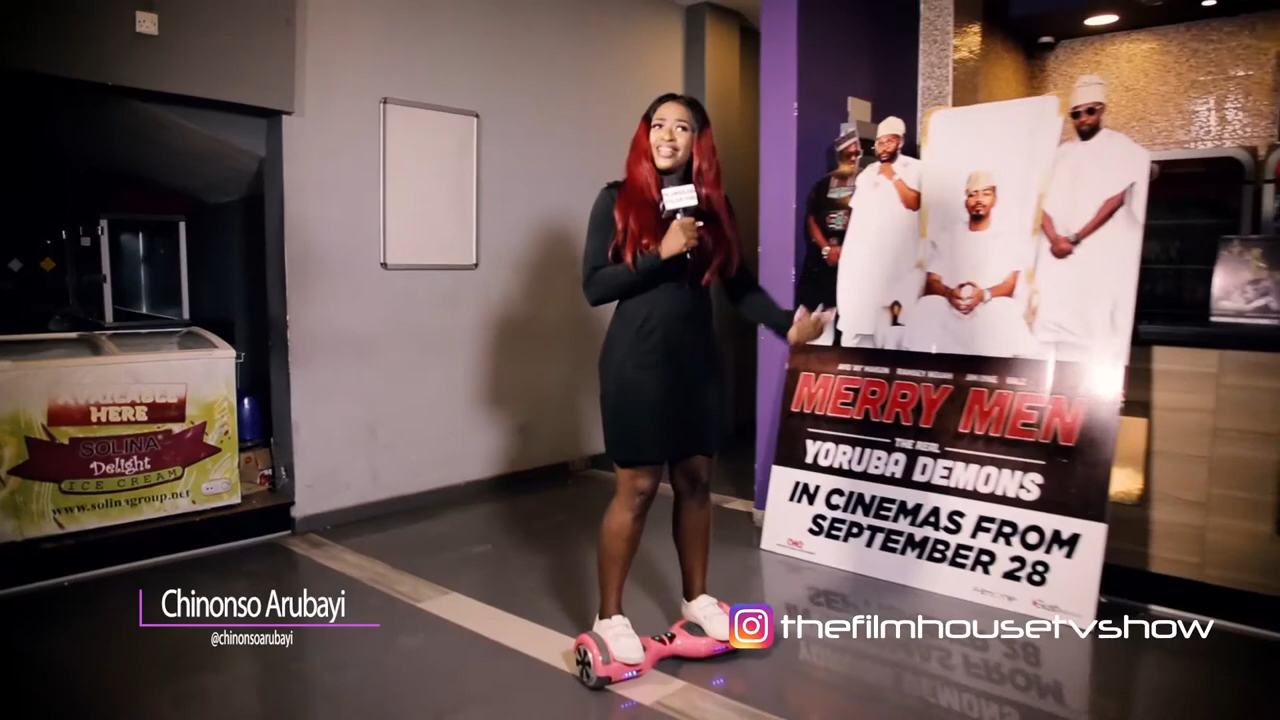 AVAILABLE
HERE
SOLINA
Delight
ICE CREAM
www.solinagroup.net
MERRY MEN
THE REAL
YORUBA DEMONS
IN CINEMAS FROM
SEPTEMBER 28
Chinonso Arubayi
@chinonsoarubayi
thefilmhousetvshow